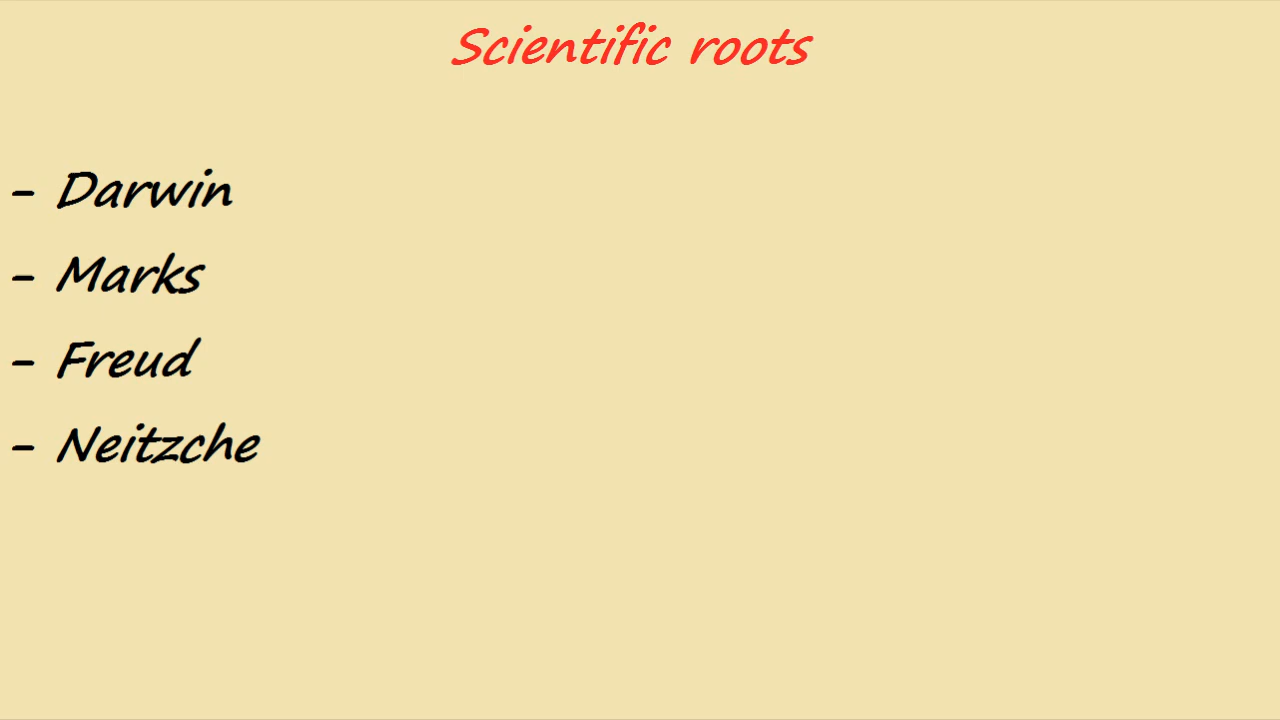 Scientific roots
- Darwin
- Marks
- Freud
- Neitzche